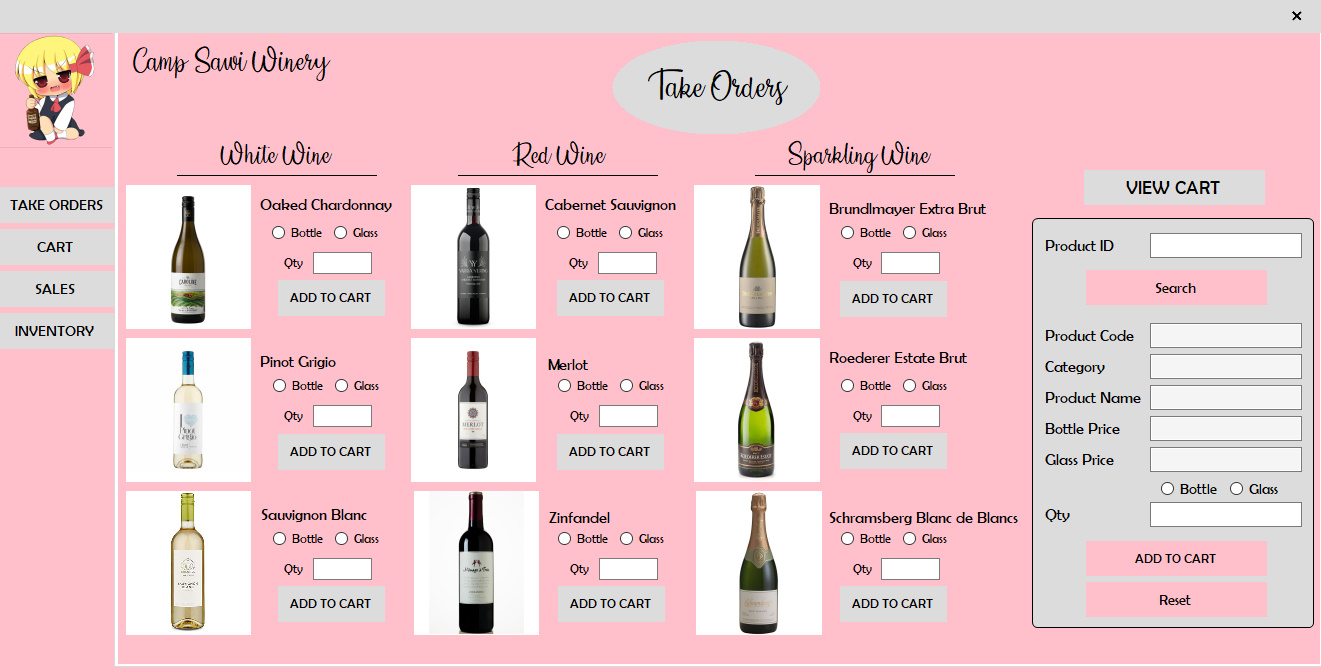 ×
Camp Sawi Winery
Take Orders
TAKE ORDERS
CART
SALES
INVENTORY
White Wine
Oaked Chardonnay
Bottle Glass
Qty
ADD TO CART
Pinot Grigio
Bottle Glass
Qty
ADD TO CART
Sauvignon Blanc
Bottle Glass
Qty
ADD TO CART
Red Wine
Cabernet Sauvignon
Bottle Glass
Qty
ADD TO CART
Merlot
Bottle Glass
Qty
ADD TO CART
MERLOT
Zinfandel
Bottle Glass
Qty
ADD TO CART
Sparkling Wine
Brundlmayer Extra Brut
Bottle Glass
Qty
ADD TO CART
Roederer Estate Brut
Bottle Glass
Qty
ADD TO CART
Schramsberg Blanc de Blancs
Bottle Glass
Qty
ADD TO CART
VIEW CART
Product ID
Search
Product Code
Category
Product Name
Bottle Price
Glass Price
Bottle Glass
Qty
ADD TO CART
Reset